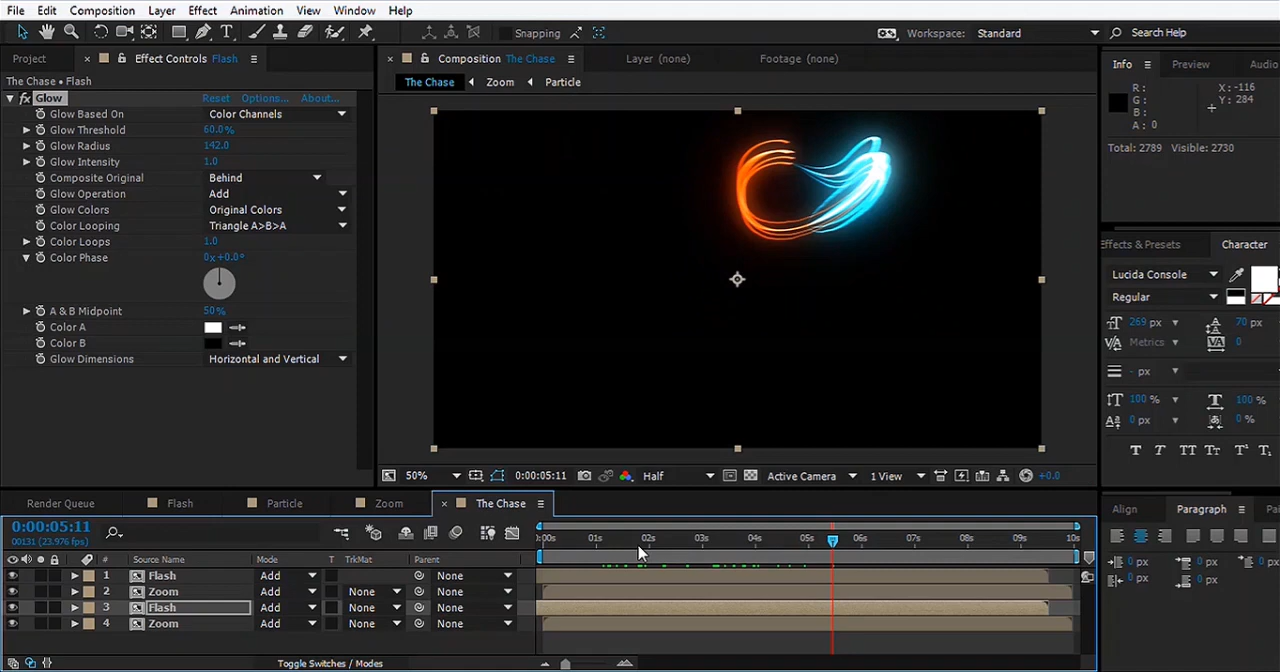 File Edit Composition Layer Effect Animation View Window Help
Snapping Workspace: Standard Search Help
Project × Effect Controls Flash
The Chase • Flash
fx Glow Reset Options... About...
Glow Based On Color Channels
Glow Threshold 60.0%
Glow Radius 142.0
Glow Intensity 1.0
Composite Original Behind
Glow Operation Add
Glow Colors Original Colors
Color Looping Triangle A>B>A
Color Loops 1.0
Color Phase 0x+0.0°
A & B Midpoint 50%
Color A
Color B
Glow Dimensions Horizontal and Vertical
× Composition The Chase Layer (none) Footage (none)
The Chase Zoom Particle
50% 0:00:05:11 Half Active Camera 1 View +0.0
Info Preview Audio
R: X: -116
G: Y: 284
B:
A: 0
Total: 2789 Visible: 2730
Effects & Presets Character
Lucida Console
Regular
269 px 70 px
Metrics 0
- px
100 % 100 %
0 px 0 %
T T TT Tt T¹ T₁
Align Paragraph
0 px 0 px 0 px
0 px 0 px
Render Queue Flash Particle Zoom × The Chase
0:00:05:11
00131 (23.976 fps)
:00s 01s 02s 03s 04s 05s 06s 07s 08s 09s 10s
# Source Name Mode T TrkMat Parent
1 Flash Add None
2 Zoom Add None None
3 Flash Add None None
4 Zoom Add None None
Toggle Switches / Modes